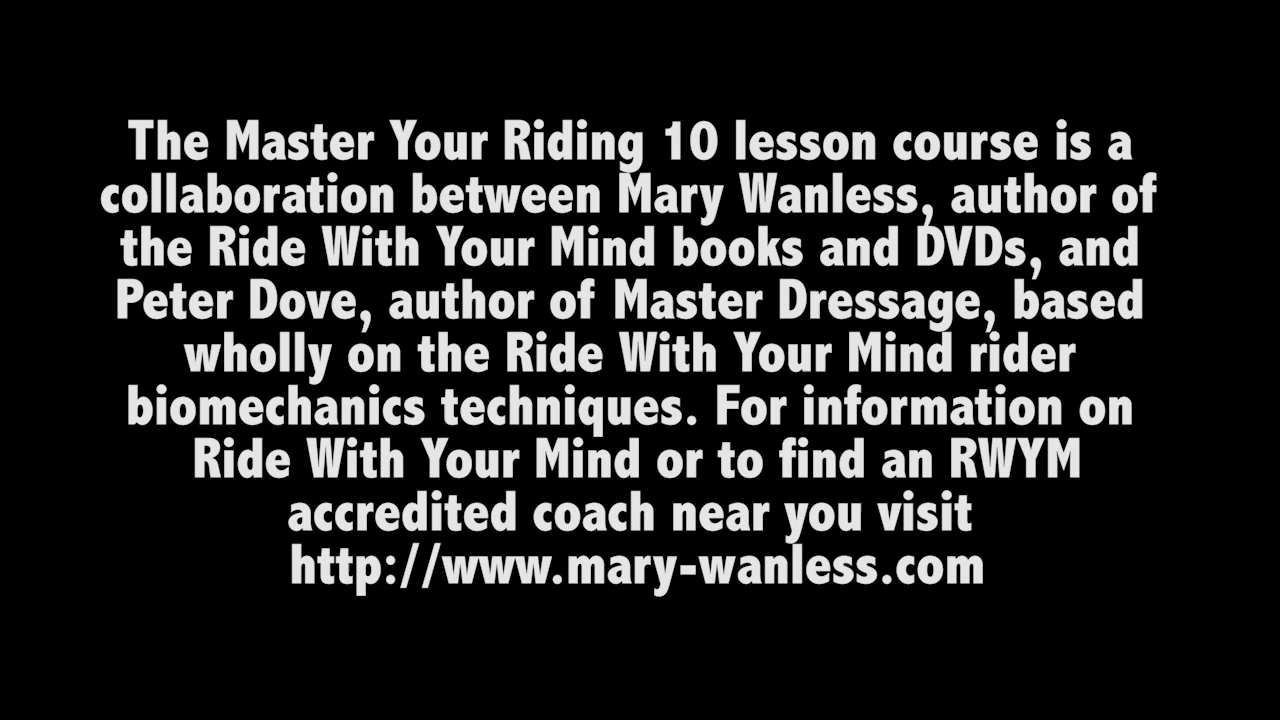 The Master Your Riding 10 lesson course is a
collaboration between Mary Wanless, author of
the Ride With Your Mind books and DVDs, and
Peter Dove, author of Master Dressage, based
wholly on the Ride With Your Mind rider
biomechanics techniques. For information on
Ride With Your Mind or to find an RWYM
accredited coach near you visit
http://www.mary-wanless.com